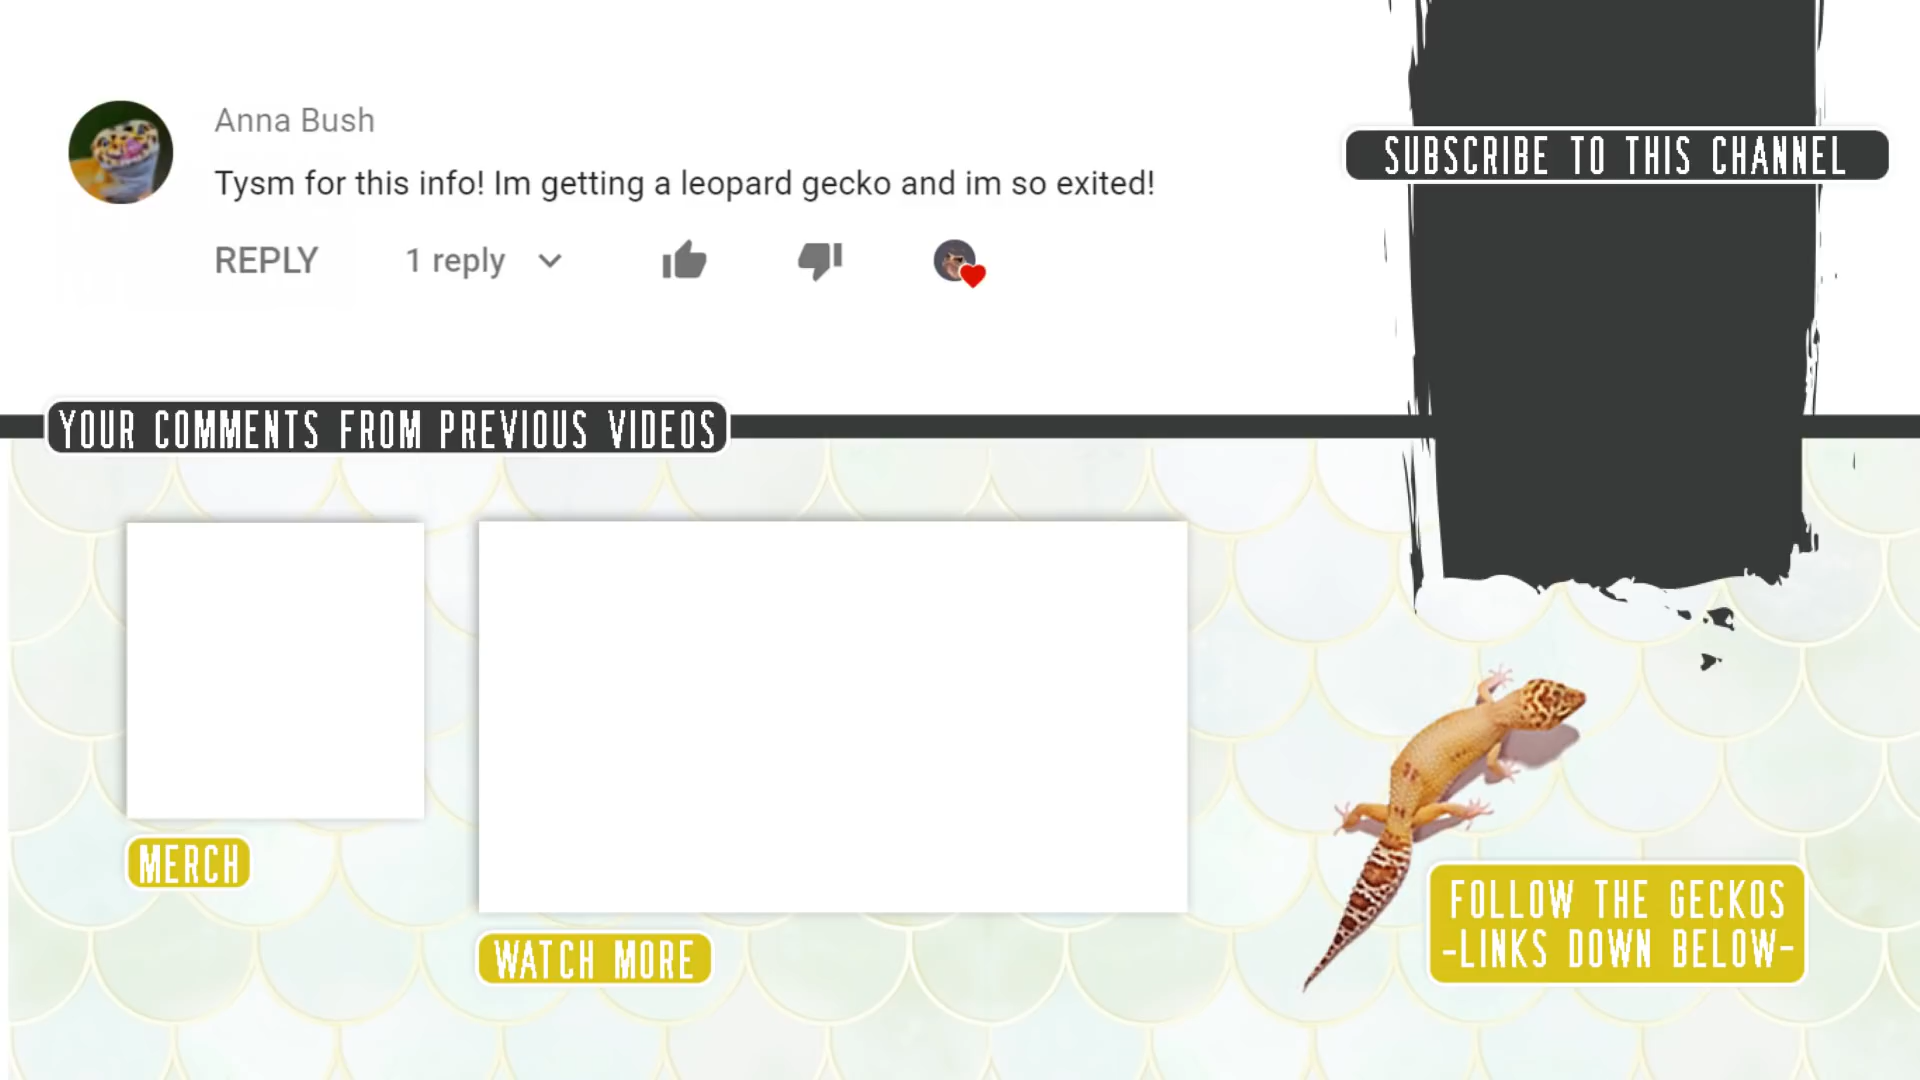 Anna Bush
Tysm for this info! Im getting a leopard gecko and im so exited!
REPLY
1 reply
SUBSCRIBE TO THIS CHANNEL
YOUR COMMENTS FROM PREVIOUS VIDEOS
MERCH
WATCH MORE
FOLLOW THE GECKOS
-LINKS DOWN BELOW-